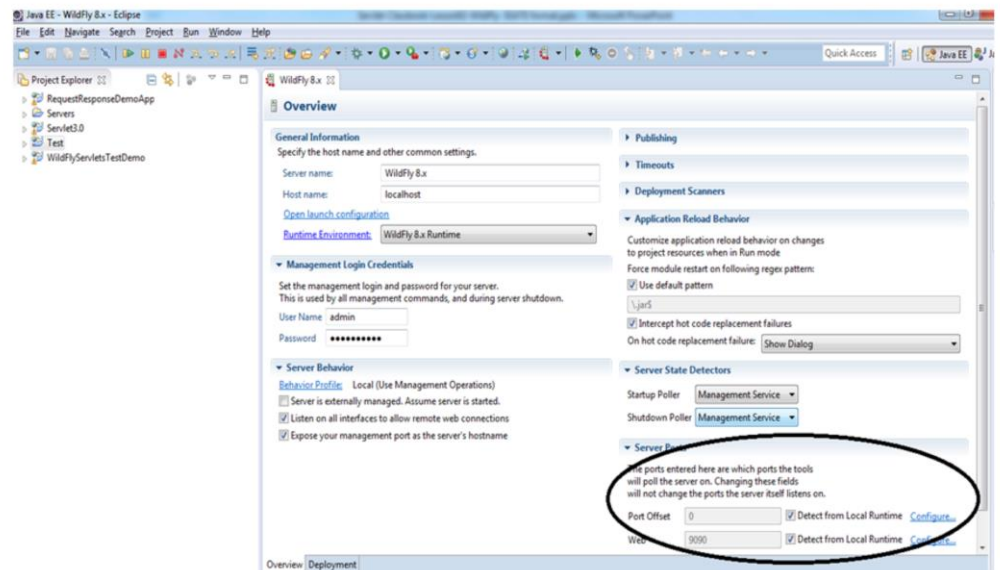 Java EE - WildFly 8.x - Eclipse
File Edit Navigate Search Project Run Window Help
Quick Access
Java EE
Project Explorer
RequestResponseDemoApp
Servers
Servlet3.0
Test
WildFlyServletsTestDemo
WildFly 8.x
Overview
General Information
Specify the host name and other common settings.
Server name: WildFly 8.x
Host name: localhost
Open launch configuration
Runtime Environment: WildFly 8.x Runtime
Management Login Credentials
Set the management login and password for your server.
This is used by all management commands, and during server shutdown.
User Name admin
Password ••••••••••
Server Behavior
Behavior Profile: Local (Use Management Operations)
Server is externally managed. Assume server is started.
Listen on all interfaces to allow remote web connections
Expose your management port as the server's hostname
Publishing
Timeouts
Deployment Scanners
Application Reload Behavior
Customize application reload behavior on changes
to project resources when in Run mode
Force module restart on following regex pattern:
Use default pattern
\.jar$
Intercept hot code replacement failures
On hot code replacement failure: Show Dialog
Server State Detectors
Startup Poller Management Service
Shutdown Poller Management Service
Server Ports
The ports entered here are which ports the tools
will poll the server on. Changing these fields
will not change the ports the server itself listens on.
Port Offset 0 Detect from Local Runtime Configure...
Web 9090 Detect from Local Runtime Configure...
Overview Deployment